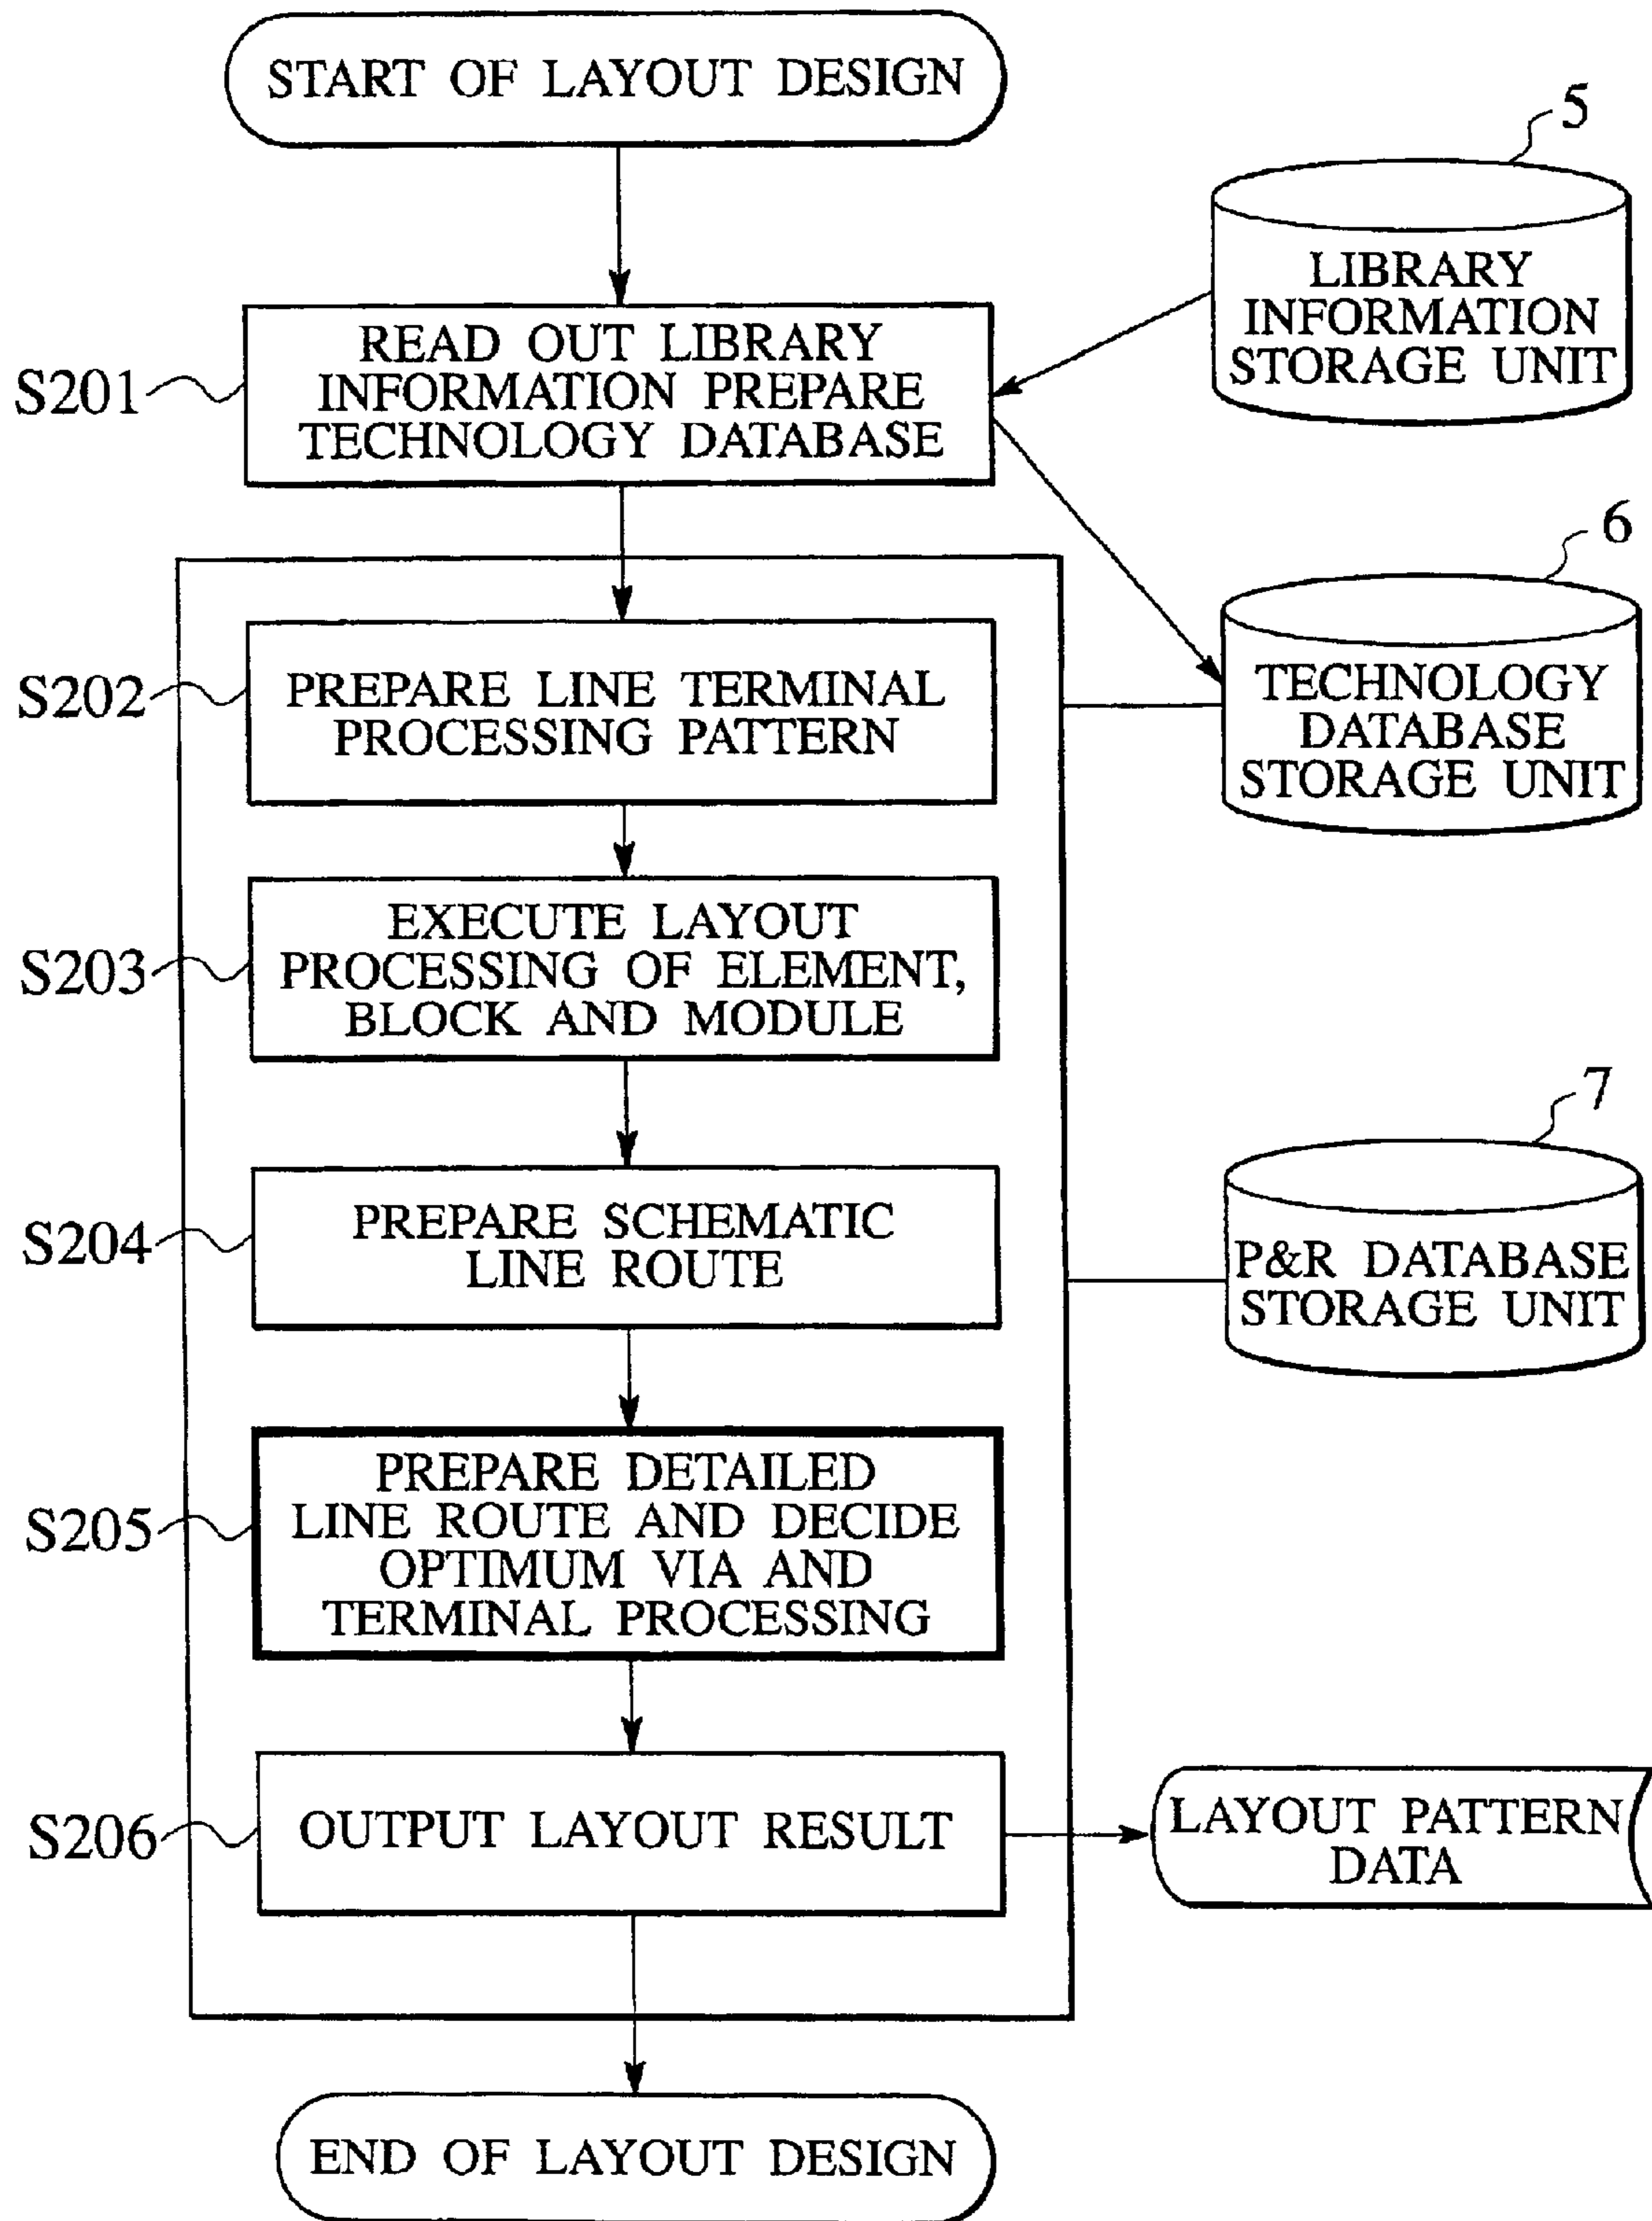 START OF LAYOUT DESIGN
5
LIBRARY
INFORMATION
STORAGE UNIT
S201
READ OUT LIBRARY
INFORMATION PREPARE
TECHNOLOGY DATABASE
6
TECHNOLOGY
DATABASE
STORAGE UNIT
S202
PREPARE LINE TERMINAL
PROCESSING PATTERN
S203
EXECUTE LAYOUT
PROCESSING OF ELEMENT,
BLOCK AND MODULE
7
P&R DATABASE
STORAGE UNIT
S204
PREPARE SCHEMATIC
LINE ROUTE
S205
PREPARE DETAILED
LINE ROUTE AND DECIDE
OPTIMUM VIA AND
TERMINAL PROCESSING
S206
OUTPUT LAYOUT RESULT
LAYOUT PATTERN
DATA
END OF LAYOUT DESIGN